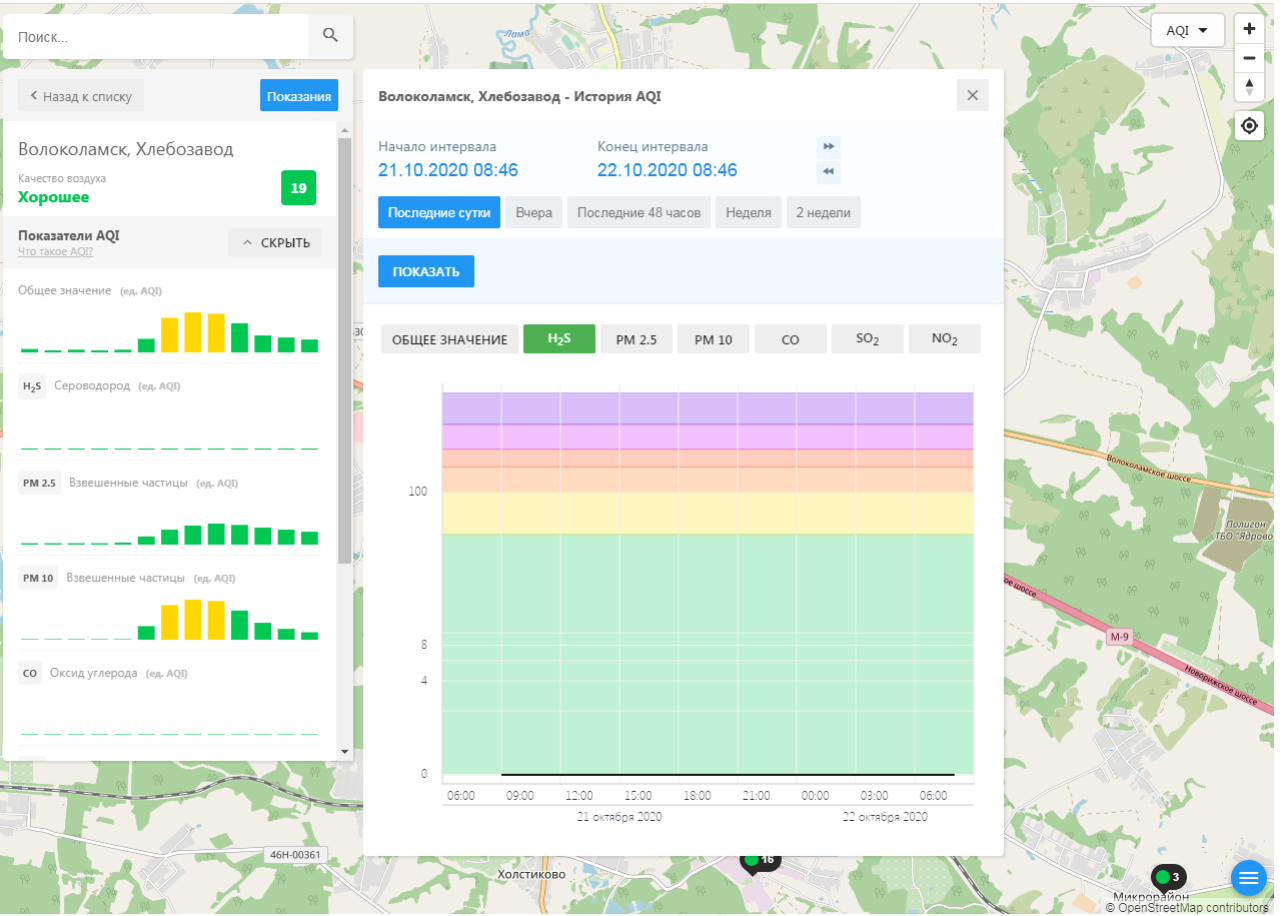 Поиск...
Назад к списку
Показания
Волоколамск, Хлебозавод
Качество воздуха
Хорошее
19
Показатели AQI
Что такое AQI?
СКРЫТЬ
Общее значение (ед. AQI)
H₂S Сероводород (ед. AQI)
PM 2.5 Взвешенные частицы (ед. AQI)
PM 10 Взвешенные частицы (ед. AQI)
CO Оксид углерода (ед. AQI)
Волоколамск, Хлебозавод - История AQI
Начало интервала
21.10.2020 08:46
Конец интервала
22.10.2020 08:46
Последние сутки
Вчера
Последние 48 часов
Неделя
2 недели
ПОКАЗАТЬ
ОБЩЕЕ ЗНАЧЕНИЕ
H₂S
PM 2.5
PM 10
CO
SO₂
NO₂
100
8
4
0
06:00 09:00 12:00 15:00 18:00 21:00 00:00 03:00 06:00
21 октября 2020 22 октября 2020
AQI
Лама
Волоколамское шоссе
Полигон
ТБО "Ядрово"
М-9
Новорижское шоссе
46Н-00361
Холстиково
16
3
Микрорайон
© OpenStreetMap contributors